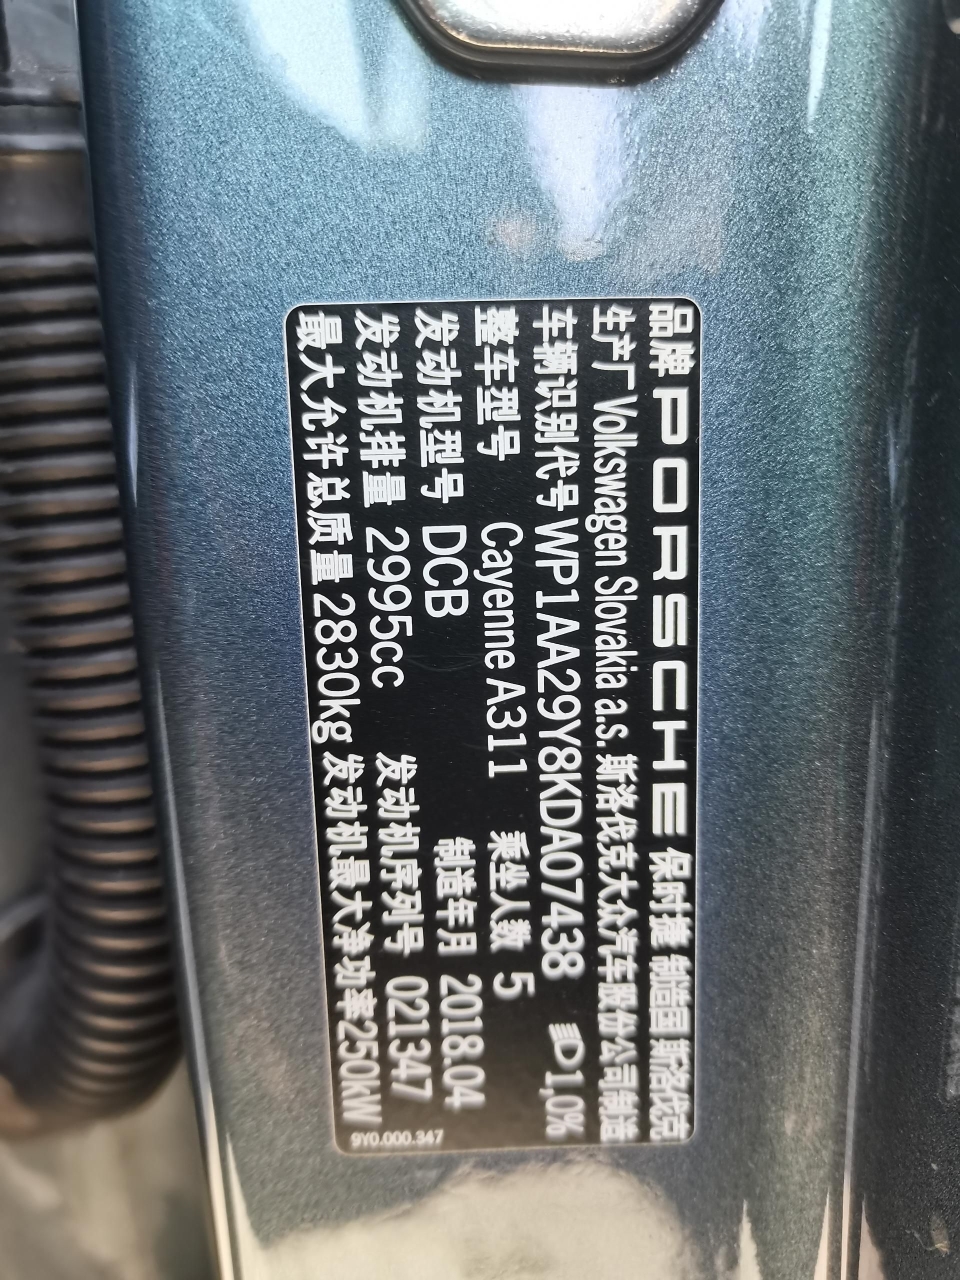 品牌 PORSCHE 保时捷 制造国 斯洛伐克
生产厂 Volkswagen Slovakia a.s. 斯洛伐克大众汽车股份公司制造
车辆识别代号 WP1AA29Y8KDA07438 1,0%
整车型号 Cayenne A311 乘坐人数 5
发动机型号 DCB 制造年月 2018.04
发动机排量 2995cc 发动机序列号 021347
最大允许总质量 2830kg 发动机最大净功率250kW
9Y0.000.347